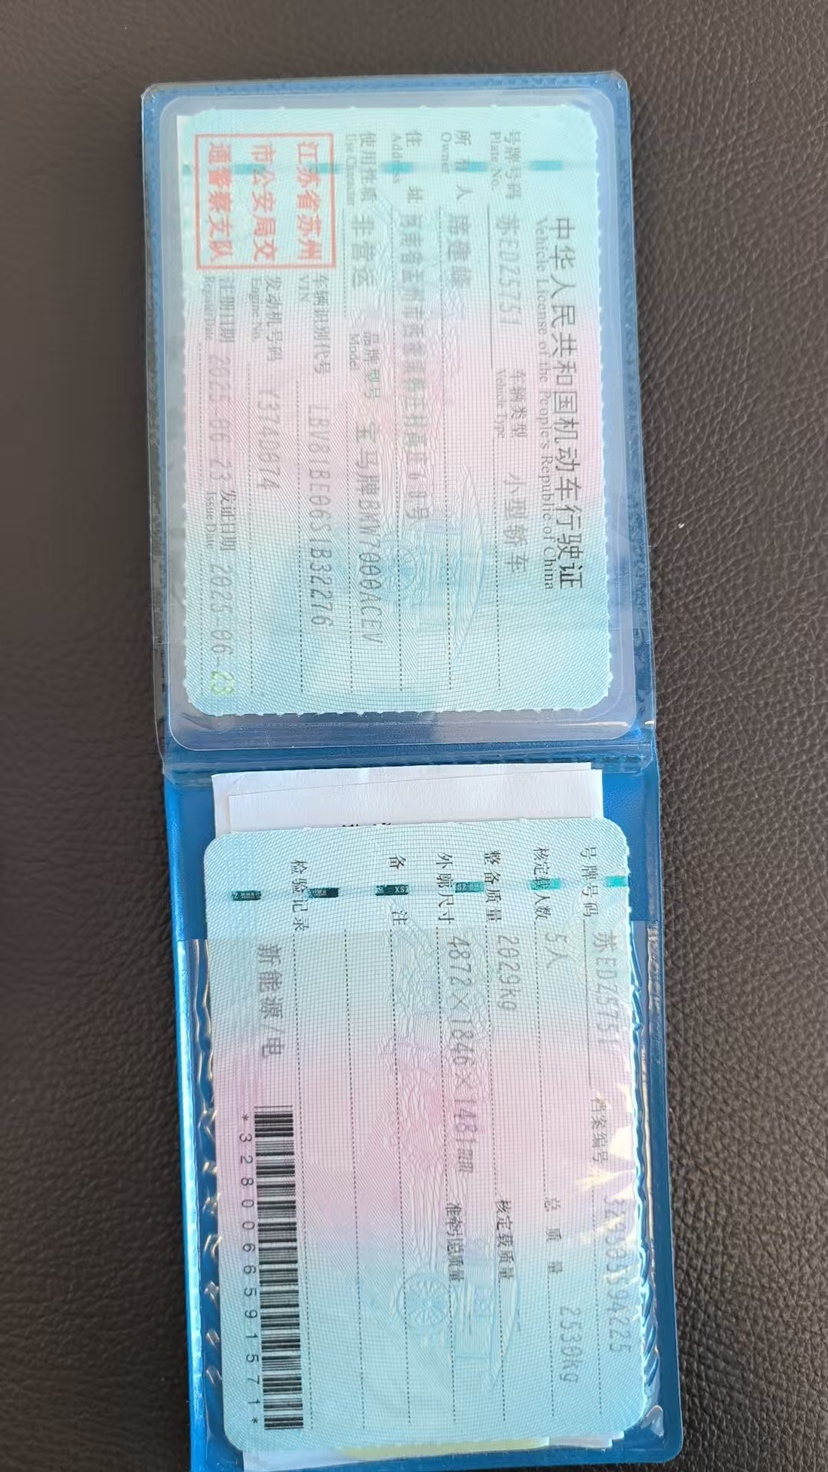 中华人民共和国机动车行驶证
Vehicle License of the People's Republic of China
号牌号码 苏EDZ5751 车辆类型 小型轿车
Plate No. Vehicle Type
所有人
Owner
住址
Address
使用性质 非营运 品牌型号 宝马牌BMW7000ACEV
Use Character Model
江苏省苏州
市公安局交
通警察支队
车辆识别代号 LBV81BE06S1B32276
VIN
发动机号码 Y374D074
Engine No.
注册日期 2025-06-23 发证日期 2025-06-23
Register Date Issue Date
号牌号码 苏EDZ5751 档案编号
核定载人数 5人 总质量 2530kg
整备质量 2029kg 核定载质量
外廓尺寸 4872×1846×1481mm 准牵引总质量
备注
检验记录
新能源/电
*3280066591571*